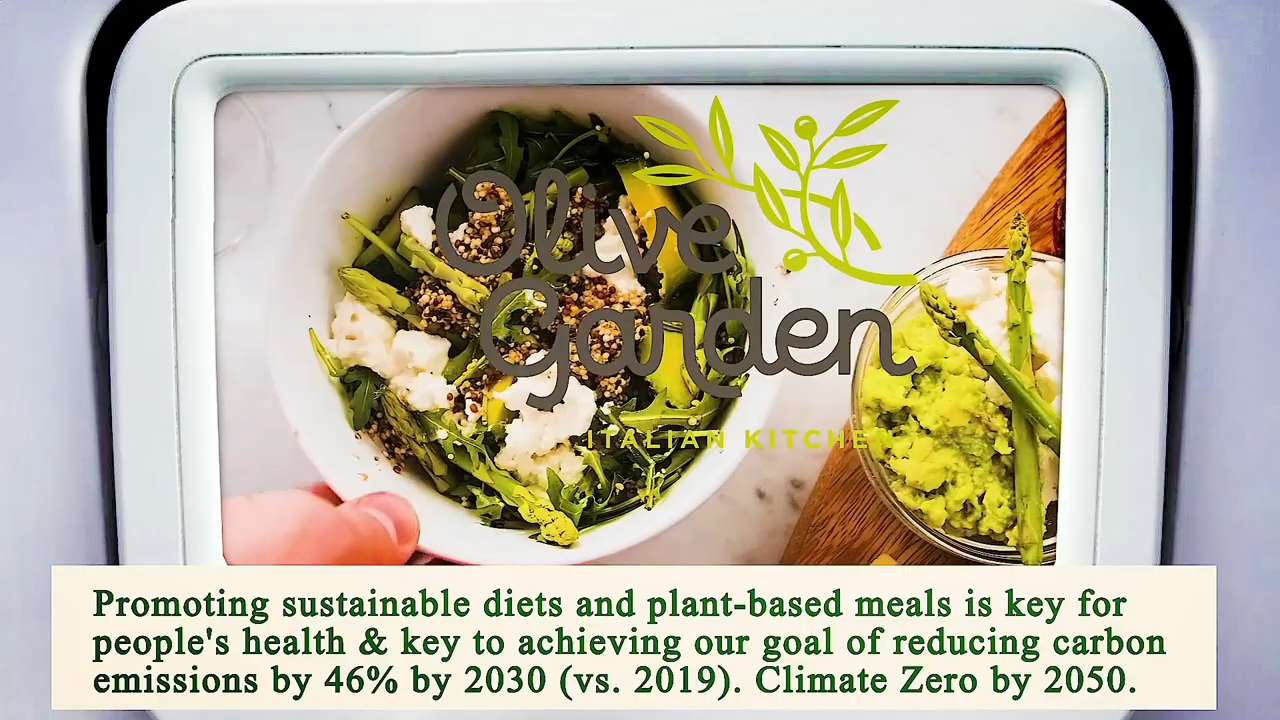 Olive
Garden
ITALIAN KITCHEN
Promoting sustainable diets and plant-based meals is key for
people's health & key to achieving our goal of reducing carbon
emissions by 46% by 2030 (vs. 2019). Climate Zero by 2050.